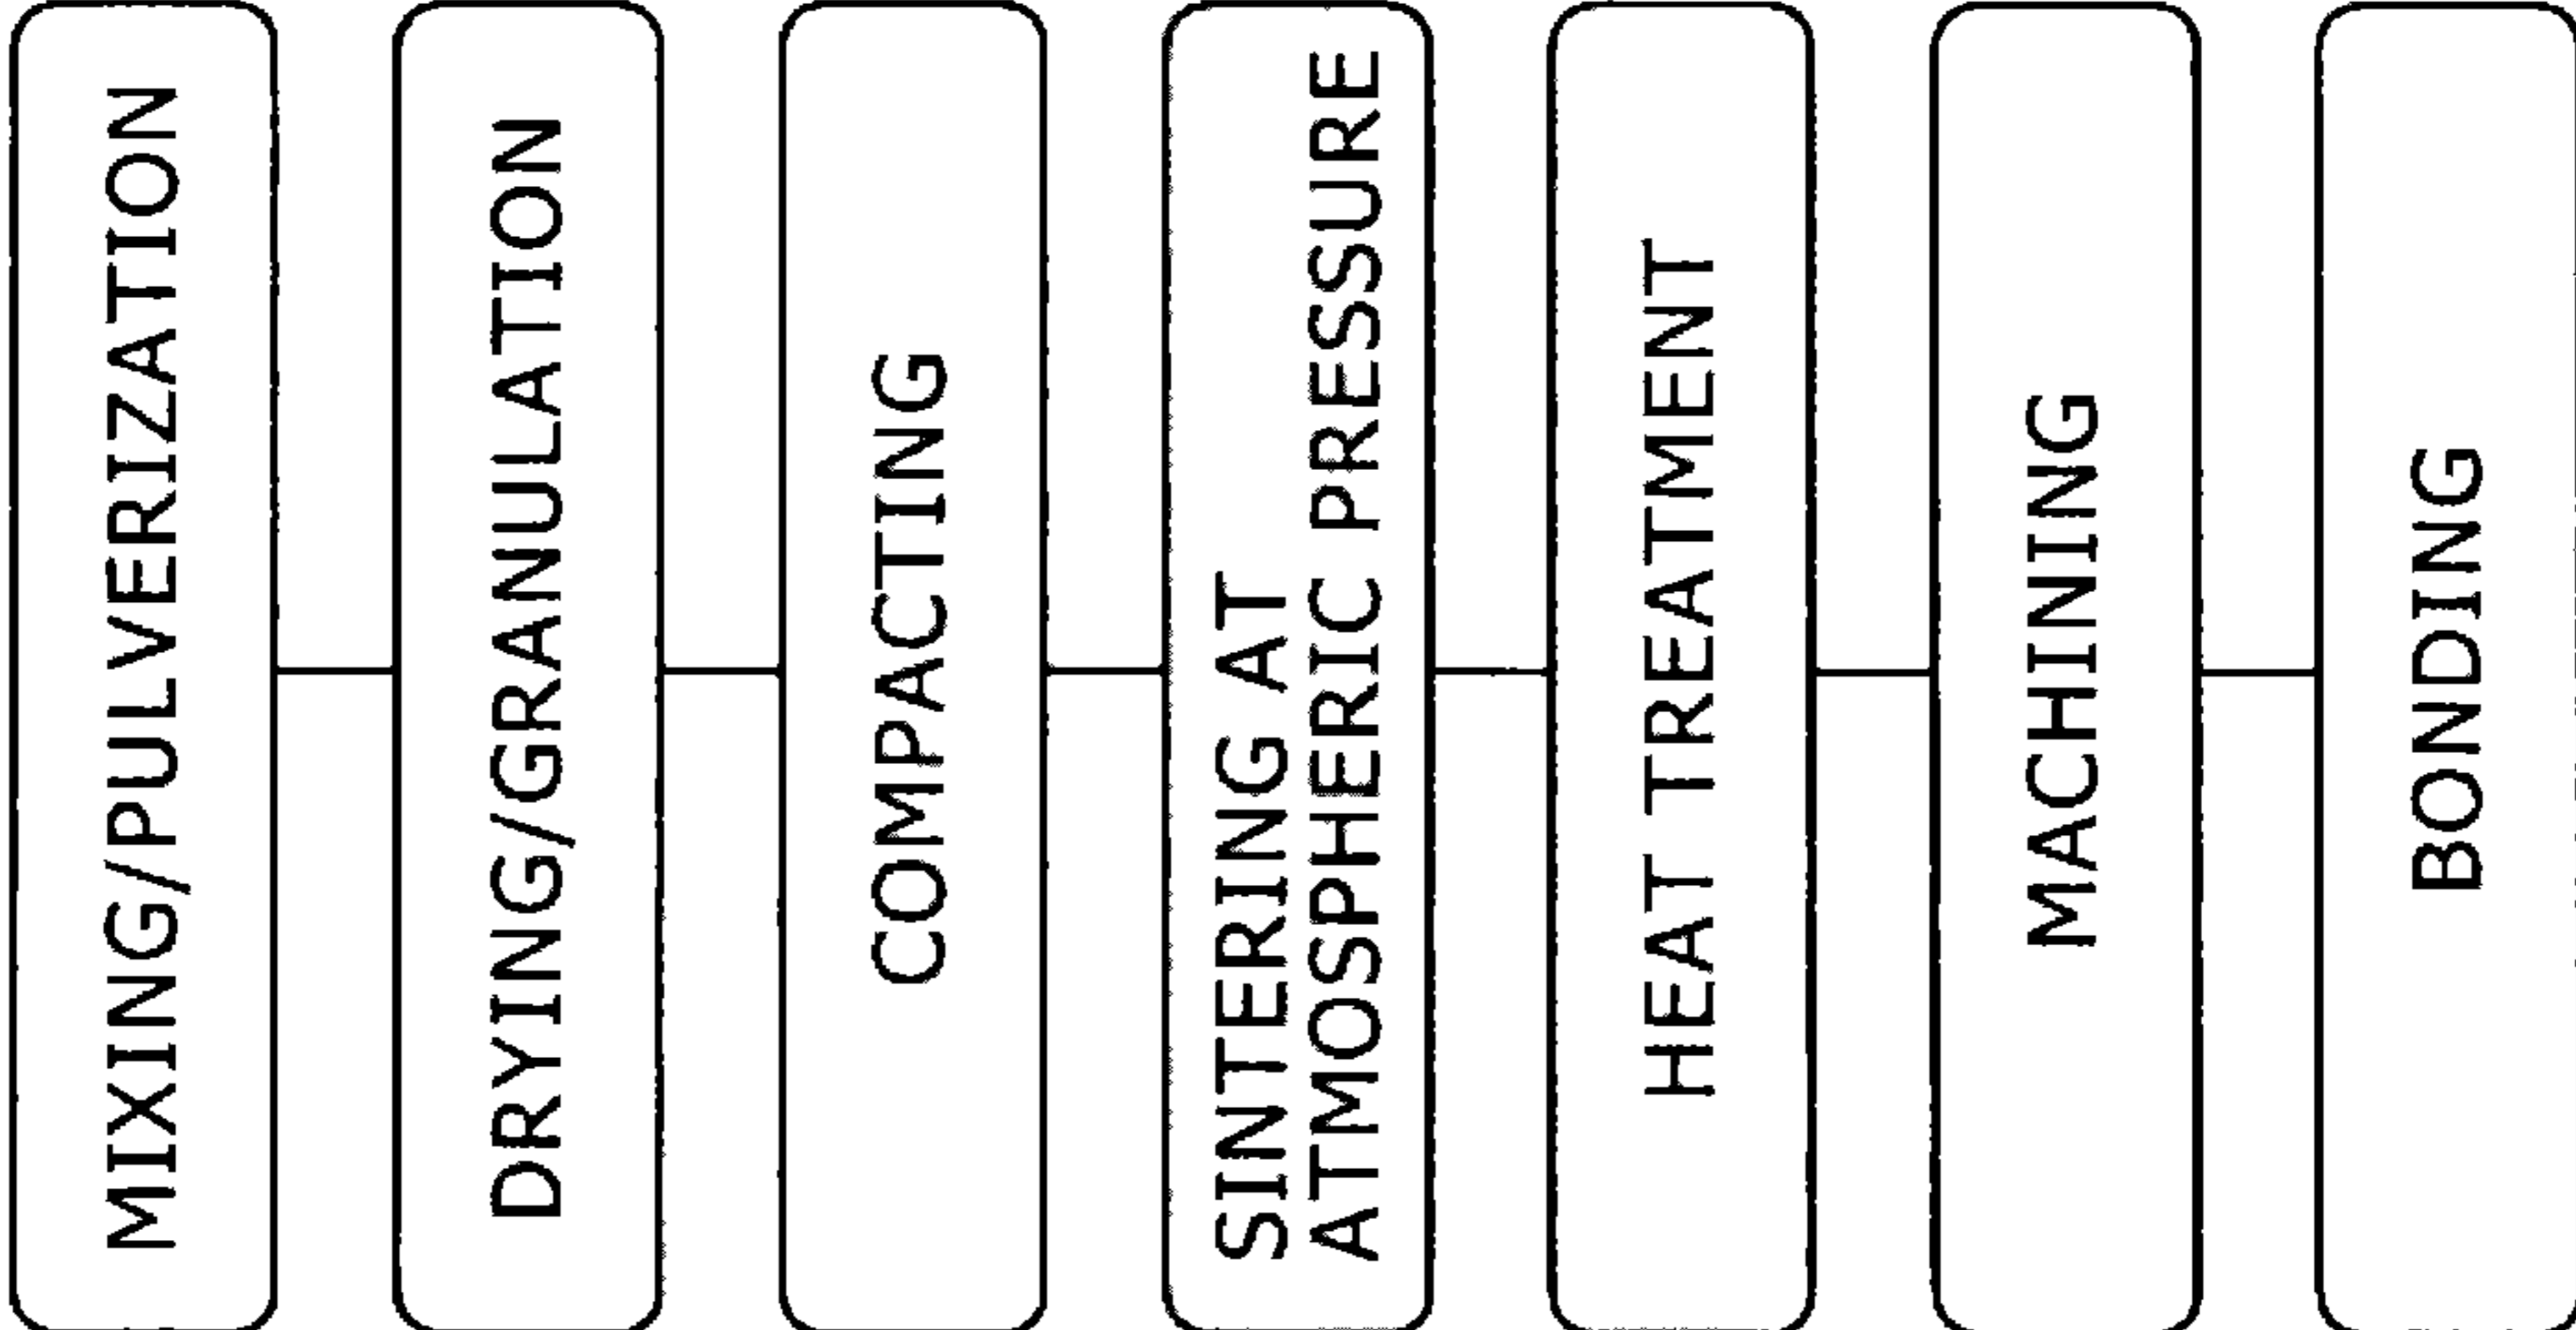 MIXING/PULVERIZATION
DRYING/GRANULATION
COMPACTING
SINTERING AT
ATMOSPHERIC PRESSURE
HEAT TREATMENT
MACHINING
BONDING